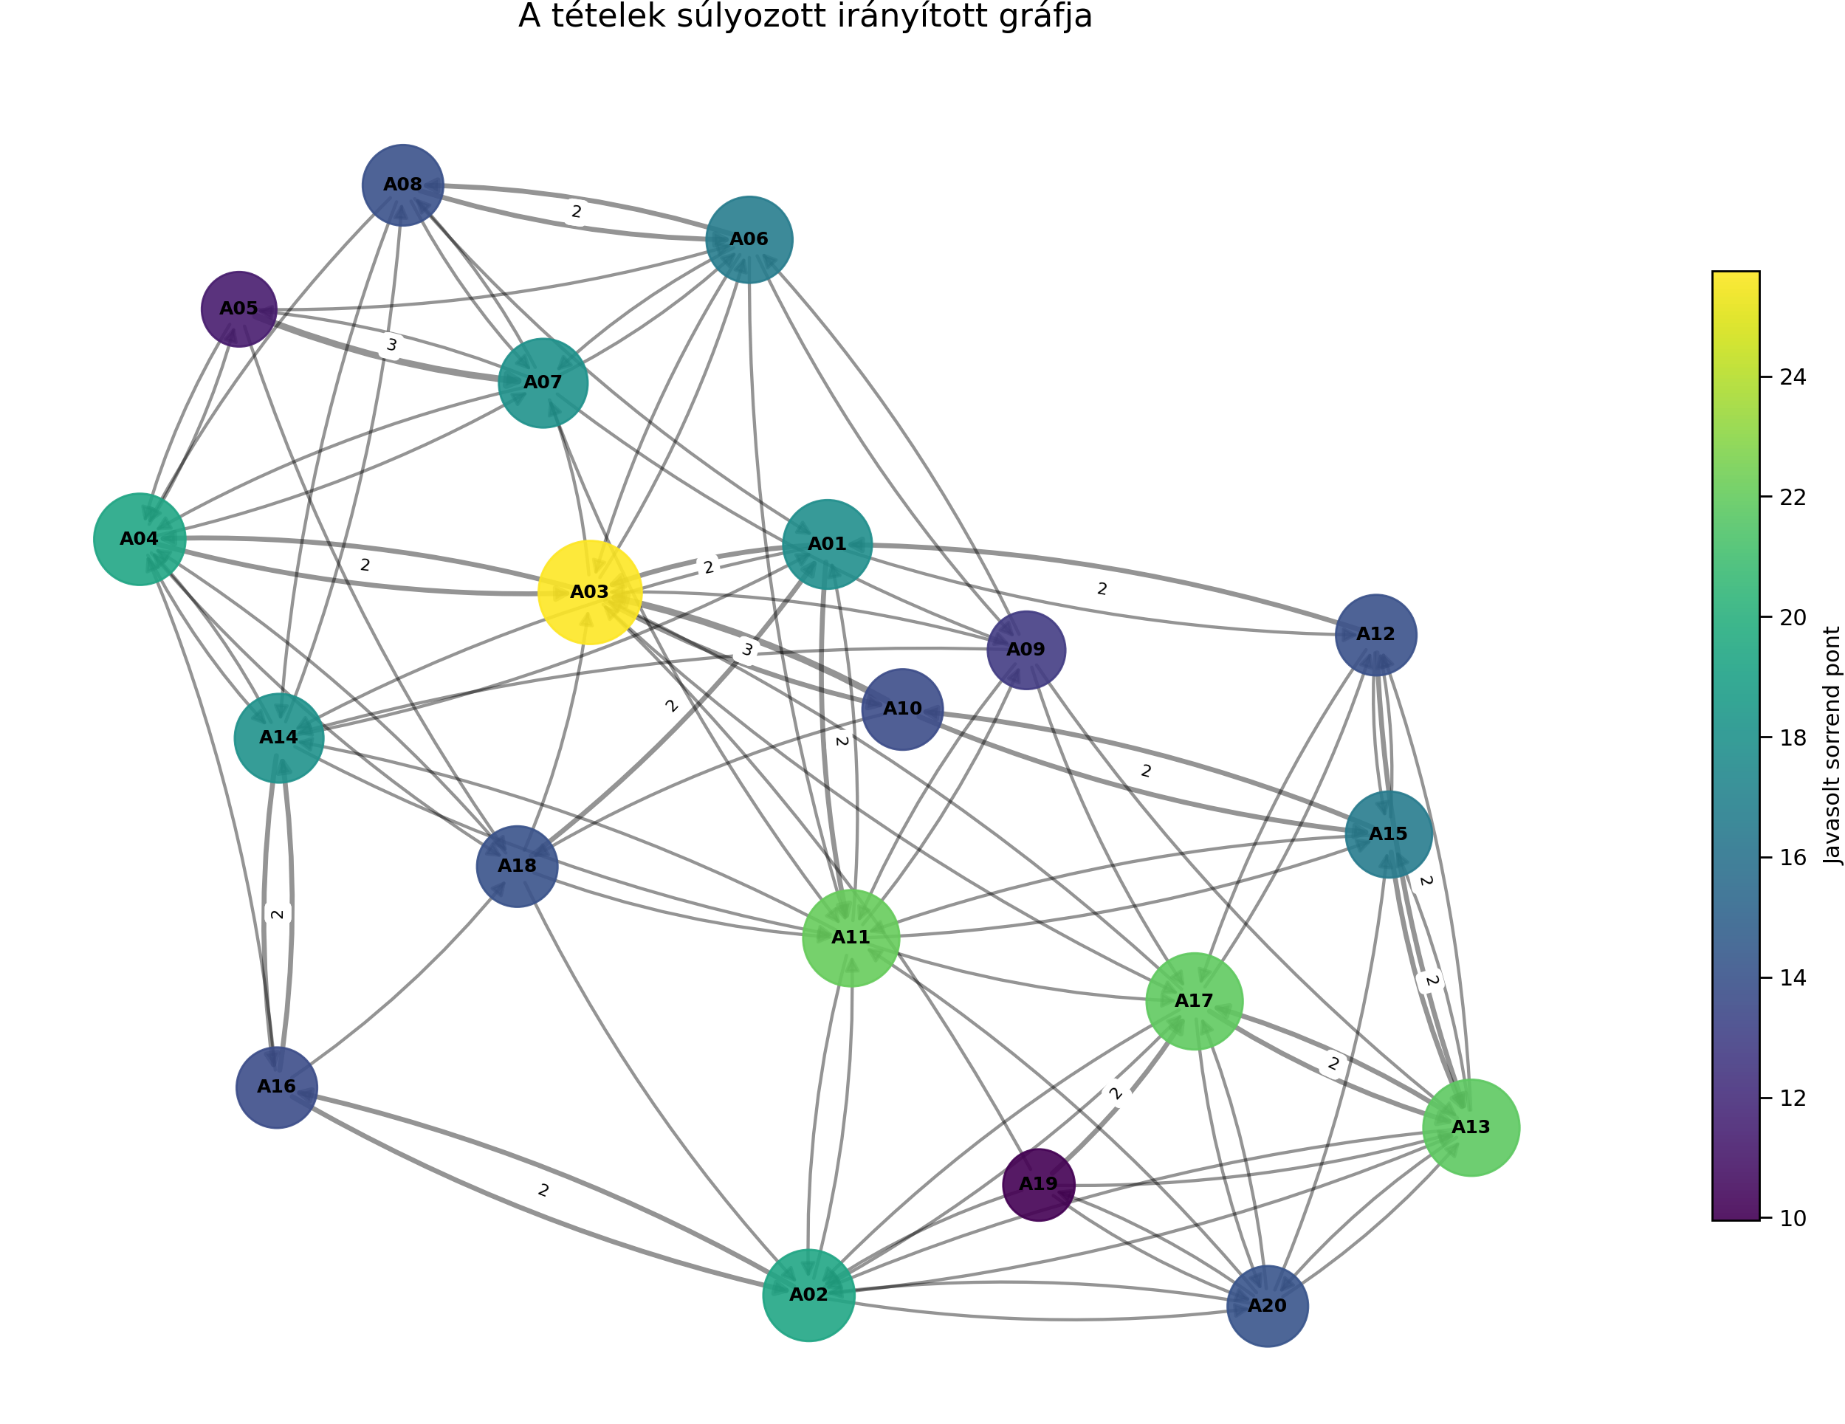 A tételek súlyozott irányított gráfja
A08
2
A06
A05
3
A07
24
22
A04
2
A03
2
A01
2
A12
20
3
A09
2
A10
A14
2
2
A15
18
Javasolt sorrend pont
A18
2
2
A11
16
2
A17
14
A16
2
2
A13
12
2
A19
A02
A20
10